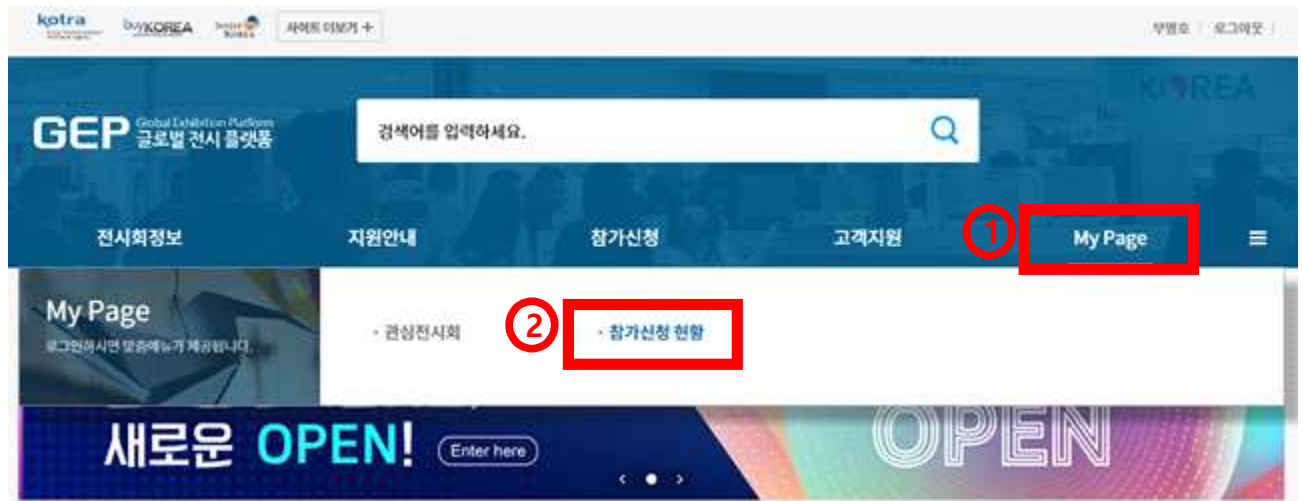 kotra
buyKOREA
사이트 더보기 +
로그아웃
KOREA
GEP Global Exhibition Platform
글로벌 전시 플랫폼
검색어를 입력하세요.
전시회정보
지원안내
참가신청
고객지원
1
My Page
My Page
로그인하시면 맞춤메뉴가 제공됩니다.
· 관심전시회
2
· 참가신청 현황
새로운 OPEN!
Enter here
OPEN